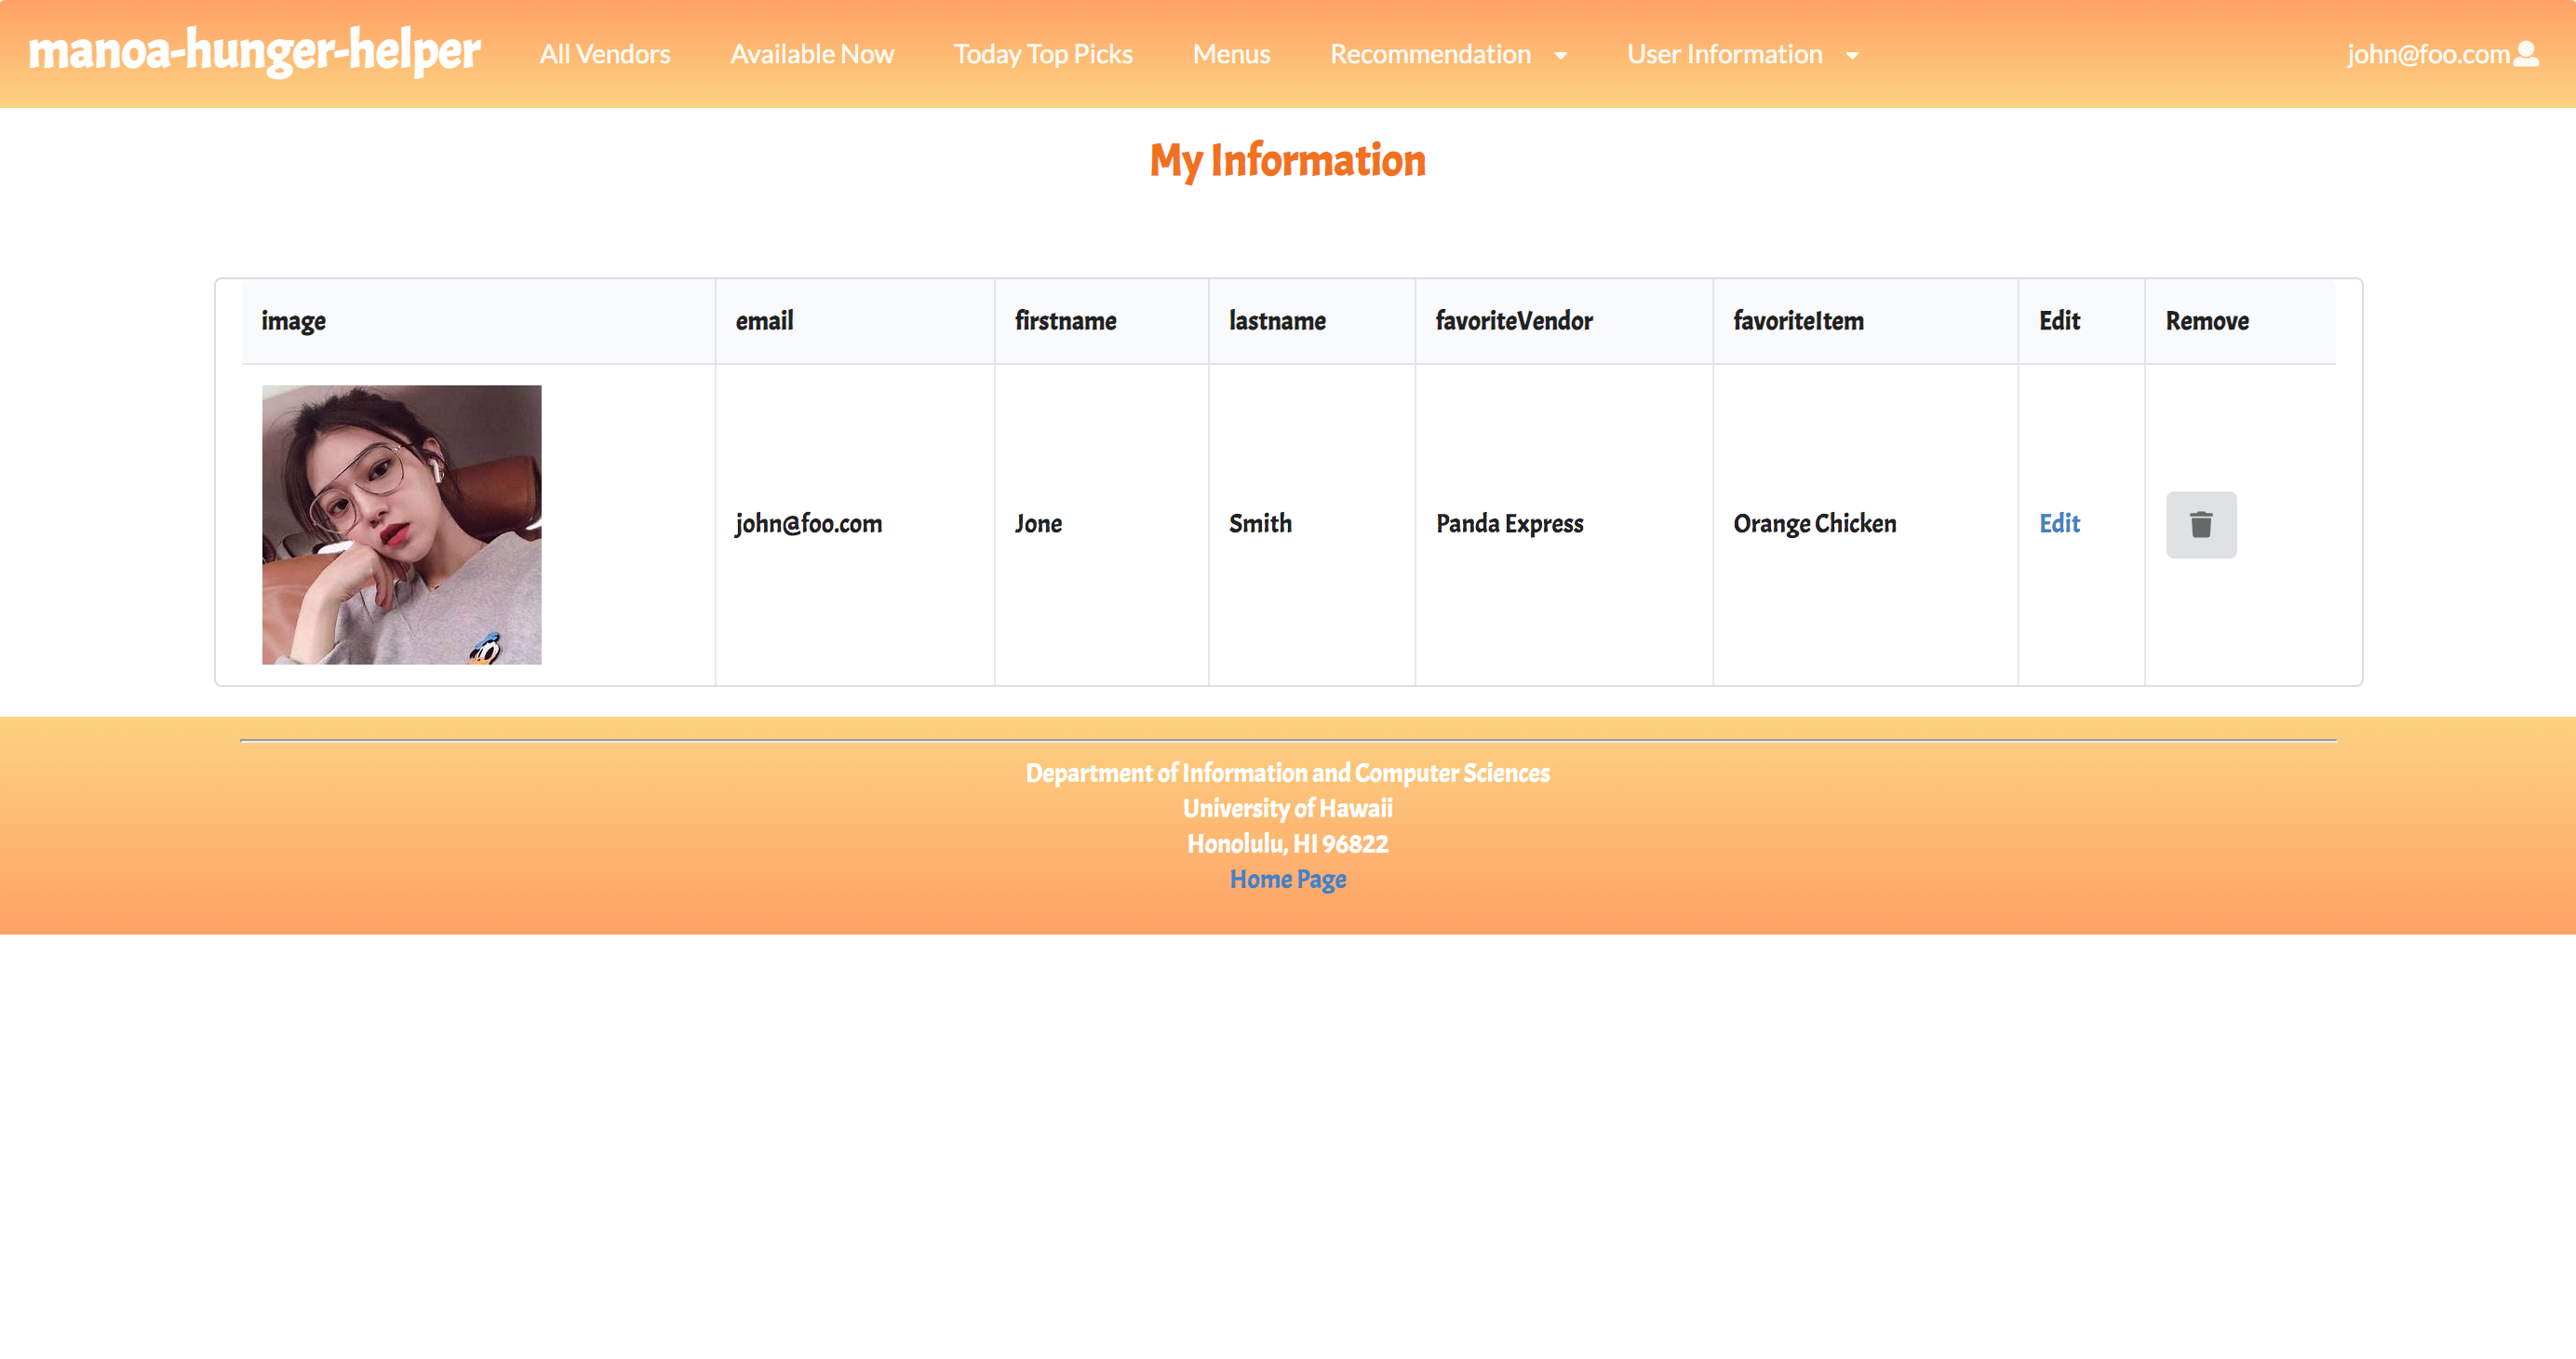 manoa-hunger-helper All Vendors Available Now Today Top Picks Menus Recommendation User Information john@foo.com
My Information
image email firstname lastname favoriteVendor favoriteItem Edit Remove
john@foo.com Jone Smith Panda Express Orange Chicken Edit
Department of Information and Computer Sciences
University of Hawaii
Honolulu, HI 96822
Home Page